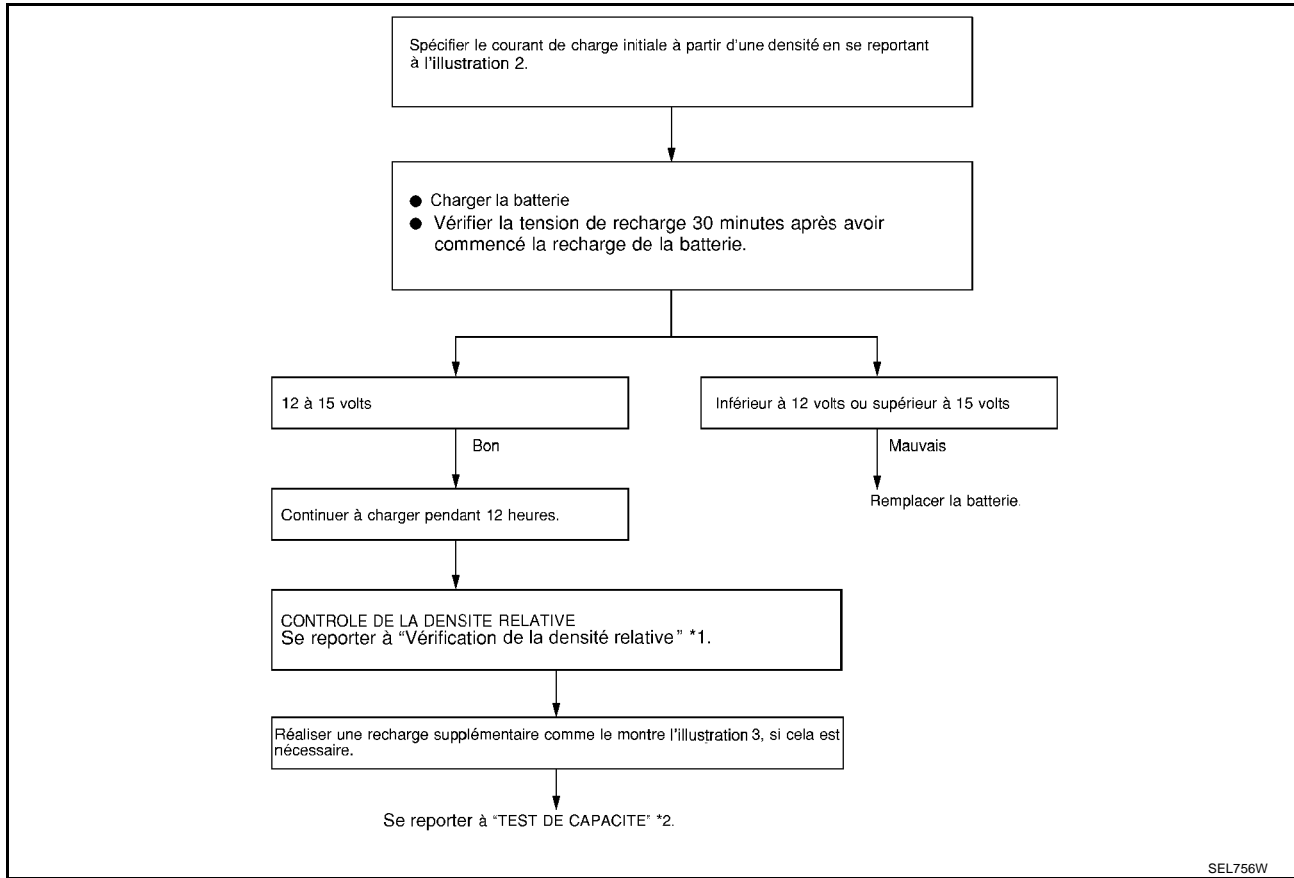 Spécifier le courant de charge initiale à partir d'une densité en se reportant
à l'illustration 2.
● Charger la batterie
● Vérifier la tension de recharge 30 minutes après avoir
commencé la recharge de la batterie.
12 à 15 volts
Inférieur à 12 volts ou supérieur à 15 volts
Bon
Mauvais
Continuer à charger pendant 12 heures.
Remplacer la batterie.
CONTROLE DE LA DENSITE RELATIVE
Se reporter à “Vérification de la densité relative” *1.
Réaliser une recharge supplémentaire comme le montre l'illustration 3, si cela est
nécessaire.
Se reporter à “TEST DE CAPACITE” *2.
SEL756W